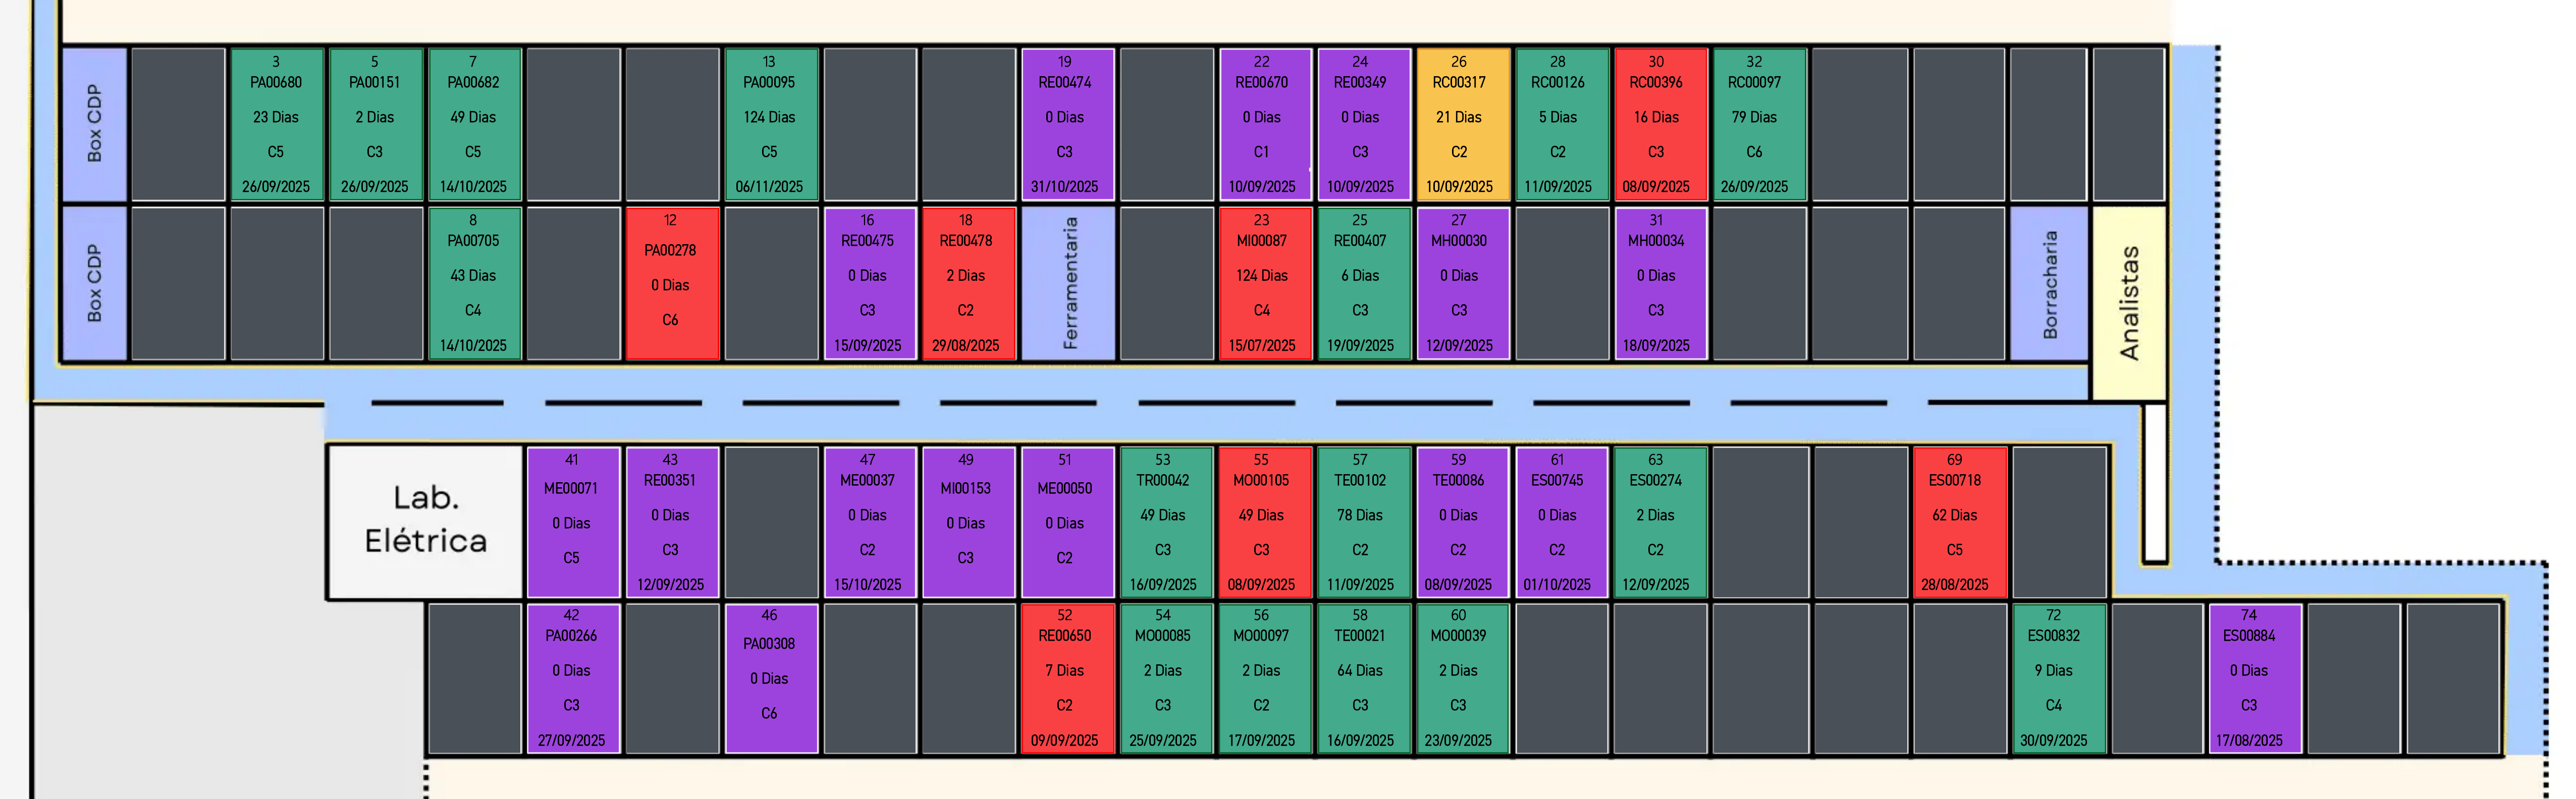 Box CDP
3
PA00680
23 Dias
C5
26/09/2025
5
PA00151
2 Dias
C3
26/09/2025
7
PA00682
49 Dias
C5
14/10/2025
13
PA00095
124 Dias
C5
06/11/2025
19
RE00474
0 Dias
C3
31/10/2025
22
RE00670
0 Dias
C1
10/09/2025
24
RE00349
0 Dias
C3
10/09/2025
26
RC00317
21 Dias
C2
10/09/2025
28
RC00126
5 Dias
C2
11/09/2025
30
RC00396
16 Dias
C3
08/09/2025
32
RC00097
79 Dias
C6
26/09/2025
Box CDP
8
PA00705
43 Dias
C4
14/10/2025
12
PA00278
0 Dias
C6
16
RE00475
0 Dias
C3
15/09/2025
18
RE00478
2 Dias
C2
29/08/2025
Ferramentaria
23
MI00087
124 Dias
C4
15/07/2025
25
RE00407
6 Dias
C3
19/09/2025
27
MH00030
0 Dias
C3
12/09/2025
31
MH00034
0 Dias
C3
18/09/2025
Borracharia
Analistas
Lab.
Elétrica
41
ME00071
0 Dias
C5
43
RE00351
0 Dias
C3
12/09/2025
47
ME00037
0 Dias
C2
15/10/2025
49
MI00153
0 Dias
C3
51
ME00050
0 Dias
C2
53
TR00042
49 Dias
C3
16/09/2025
55
MO00105
49 Dias
C3
08/09/2025
57
TE00102
78 Dias
C2
11/09/2025
59
TE00086
0 Dias
C2
08/09/2025
61
ES00745
0 Dias
C2
01/10/2025
63
ES00274
2 Dias
C2
12/09/2025
69
ES00718
62 Dias
C5
28/08/2025
42
PA00266
0 Dias
C3
27/09/2025
46
PA00308
0 Dias
C6
52
RE00650
7 Dias
C2
09/09/2025
54
MO00085
2 Dias
C3
25/09/2025
56
MO00097
2 Dias
C2
17/09/2025
58
TE00021
64 Dias
C3
16/09/2025
60
MO00039
2 Dias
C3
23/09/2025
72
ES00832
9 Dias
C4
30/09/2025
74
ES00884
0 Dias
C3
17/08/2025